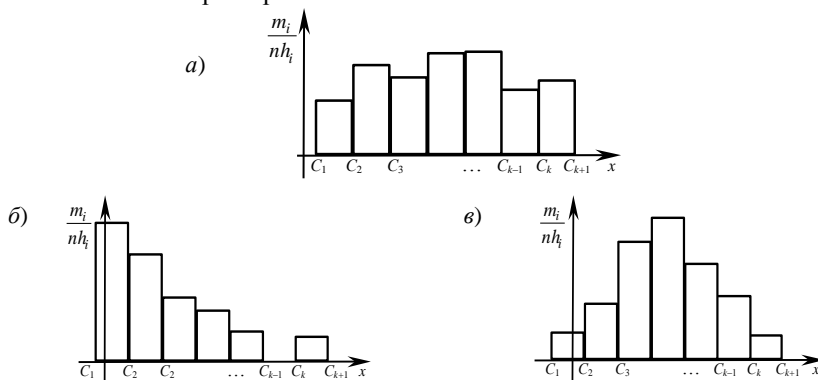 а)
m_i
nh_i
C_1 C_2 C_3 … C_{k–1} C_k C_{k+1} x
б)
m_i
nh_i
C_1 C_2 C_2 … C_{k–1} C_k C_{k+1} x
в)
m_i
nh_i
C_1 C_2 C_3 … C_{k–1} C_k C_{k+1} x